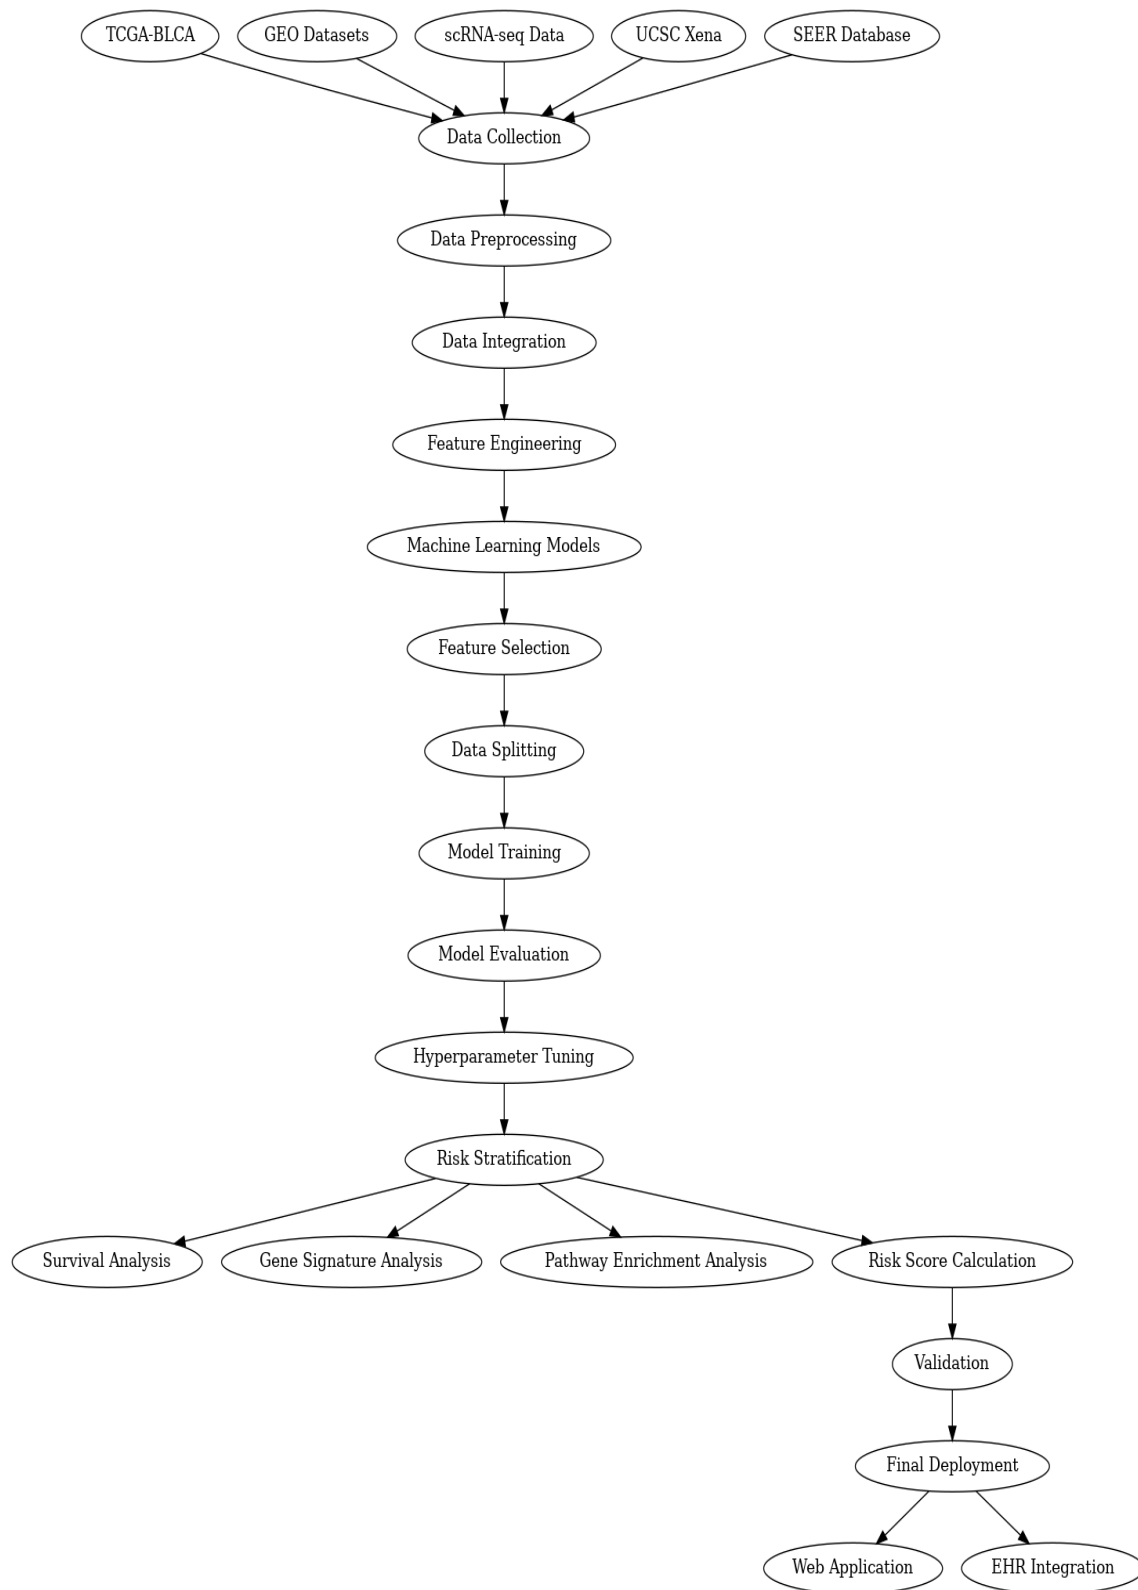 TCGA-BLCA
GEO Datasets
scRNA-seq Data
UCSC Xena
SEER Database
Data Collection
Data Preprocessing
Data Integration
Feature Engineering
Machine Learning Models
Feature Selection
Data Splitting
Model Training
Model Evaluation
Hyperparameter Tuning
Risk Stratification
Survival Analysis
Gene Signature Analysis
Pathway Enrichment Analysis
Risk Score Calculation
Validation
Final Deployment
Web Application
EHR Integration